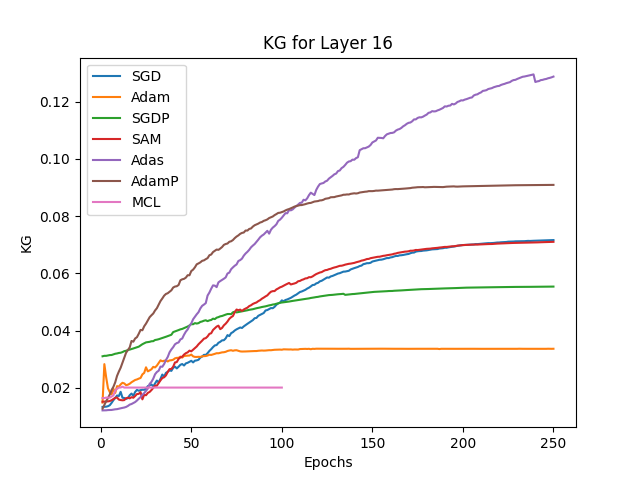 KG for Layer 16
SGD
Adam
SGDP
SAM
Adas
AdamP
MCL
KG
0.12
0.10
0.08
0.06
0.04
0.02
0 50 100 150 200 250
Epochs